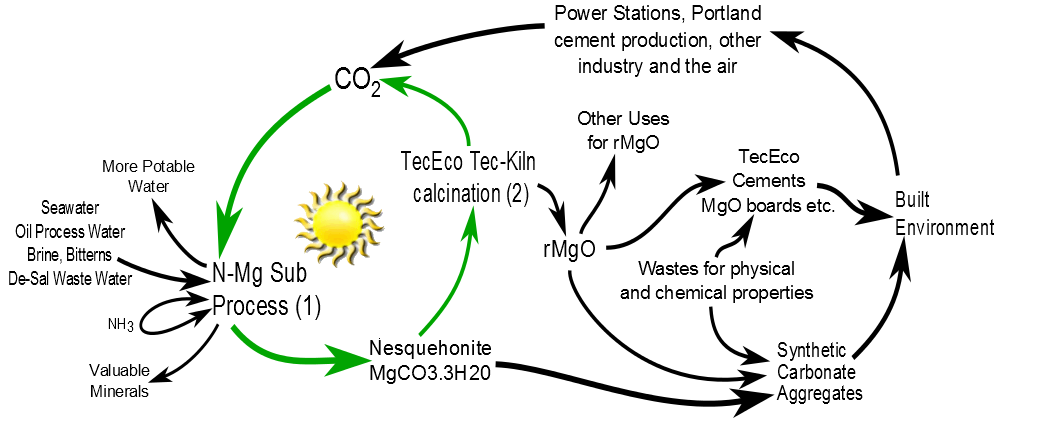 Power Stations, Portland
cement production, other
industry and the air
CO2
Other Uses
for rMgO
TecEco Tec-Kiln
calcination (2)
TecEco
Cements
MgO boards etc.
More Potable
Water
Built
Environment
Seawater
Oil Process Water
Brine, Bitterns
De-Sal Waste Water
rMgO
N-Mg Sub
Process (1)
Wastes for physical
and chemical properties
NH3
Nesquehonite
MgCO3.3H20
Synthetic
Carbonate
Aggregates
Valuable
Minerals